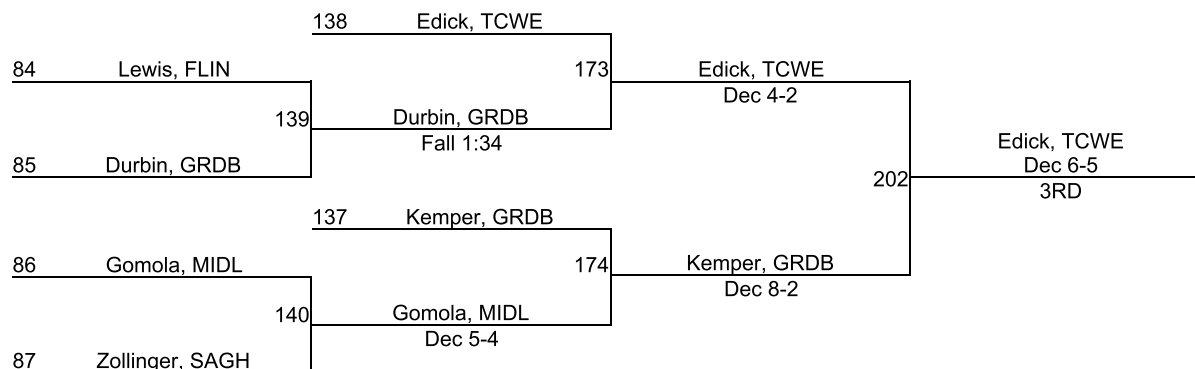 138 Edick, TCWE
84 Lewis, FLIN
173 Edick, TCWE
Dec 4-2
139 Durbin, GRDB
Fall 1:34
85 Durbin, GRDB
Edick, TCWE
202 Dec 6-5
3RD
137 Kemper, GRDB
86 Gomola, MIDL
174 Kemper, GRDB
Dec 8-2
140 Gomola, MIDL
Dec 5-4
87 Zollinger, SAGH